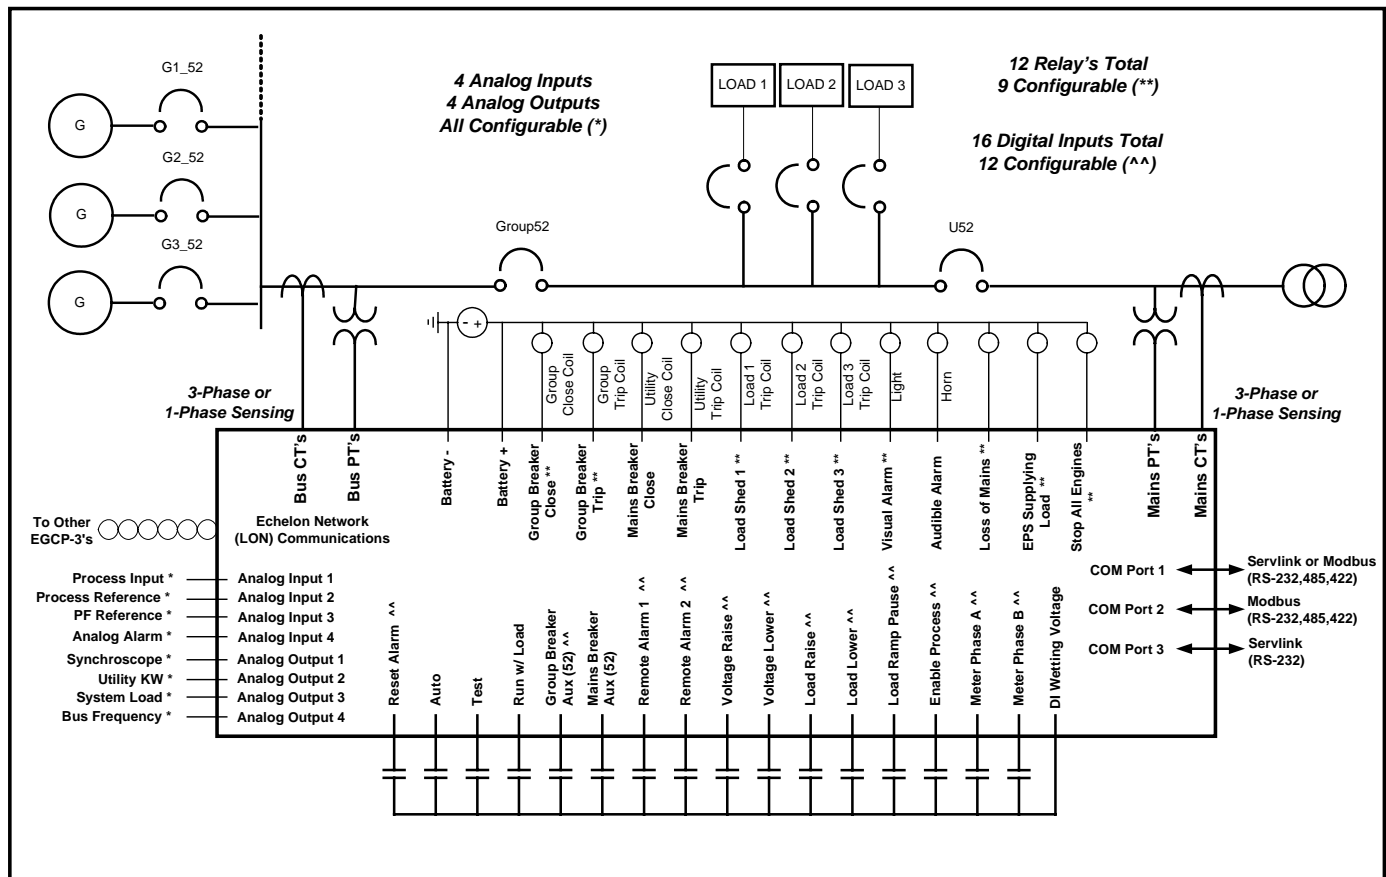 G1_52
G
G2_52
G
G3_52
G
4 Analog Inputs
4 Analog Outputs
All Configurable (*)
LOAD 1
LOAD 2
LOAD 3
12 Relay's Total
9 Configurable (**)
16 Digital Inputs Total
12 Configurable (^^)
Group52
U52
- +
3-Phase or
1-Phase Sensing
Group
Close Coil
Group
Trip Coil
Utility
Close Coil
Utility
Trip Coil
Load 1
Trip Coil
Load 2
Trip Coil
Load 3
Trip Coil
Light
Horn
3-Phase or
1-Phase Sensing
Bus CT's
Bus PT's
Battery -
Battery +
Group Breaker
Close **
Group Breaker
Trip **
Mains Breaker
Close
Mains Breaker
Trip
Load Shed 1 **
Load Shed 2 **
Load Shed 3 **
Visual Alarm **
Audible Alarm
Loss of Mains **
EPS Supplying
Load **
Stop All Engines
**
Mains PT's
Mains CT's
To Other
EGCP-3's
Echelon Network
(LON) Communications
Process Input *
Analog Input 1
Process Reference *
Analog Input 2
PF Reference *
Analog Input 3
Analog Alarm *
Analog Input 4
Synchroscope *
Analog Output 1
Utility KW *
Analog Output 2
System Load *
Analog Output 3
Bus Frequency *
Analog Output 4
COM Port 1
Servlink or Modbus
(RS-232,485,422)
COM Port 2
Modbus
(RS-232,485,422)
COM Port 3
Servlink
(RS-232)
Reset Alarm ^^
Auto
Test
Run w/ Load
Group Breaker
Aux (52) ^^
Mains Breaker
Aux (52)
Remote Alarm 1 ^^
Remote Alarm 2 ^^
Voltage Raise ^^
Voltage Lower ^^
Load Raise ^^
Load Lower ^^
Load Ramp Pause ^^
Enable Process ^^
Meter Phase A ^^
Meter Phase B ^^
DI Wetting Voltage